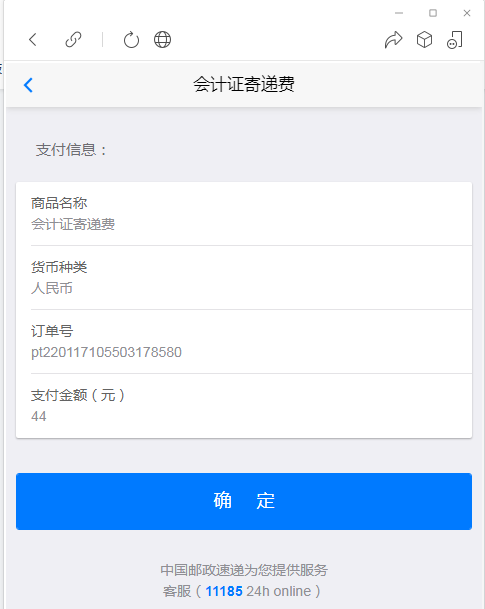 会计证寄递费
支付信息：
商品名称
会计证寄递费
货币种类
人民币
订单号
pt220117105503178580
支付金额（元）
44
确 定
中国邮政速递为您提供服务
客服（11185 24h online）